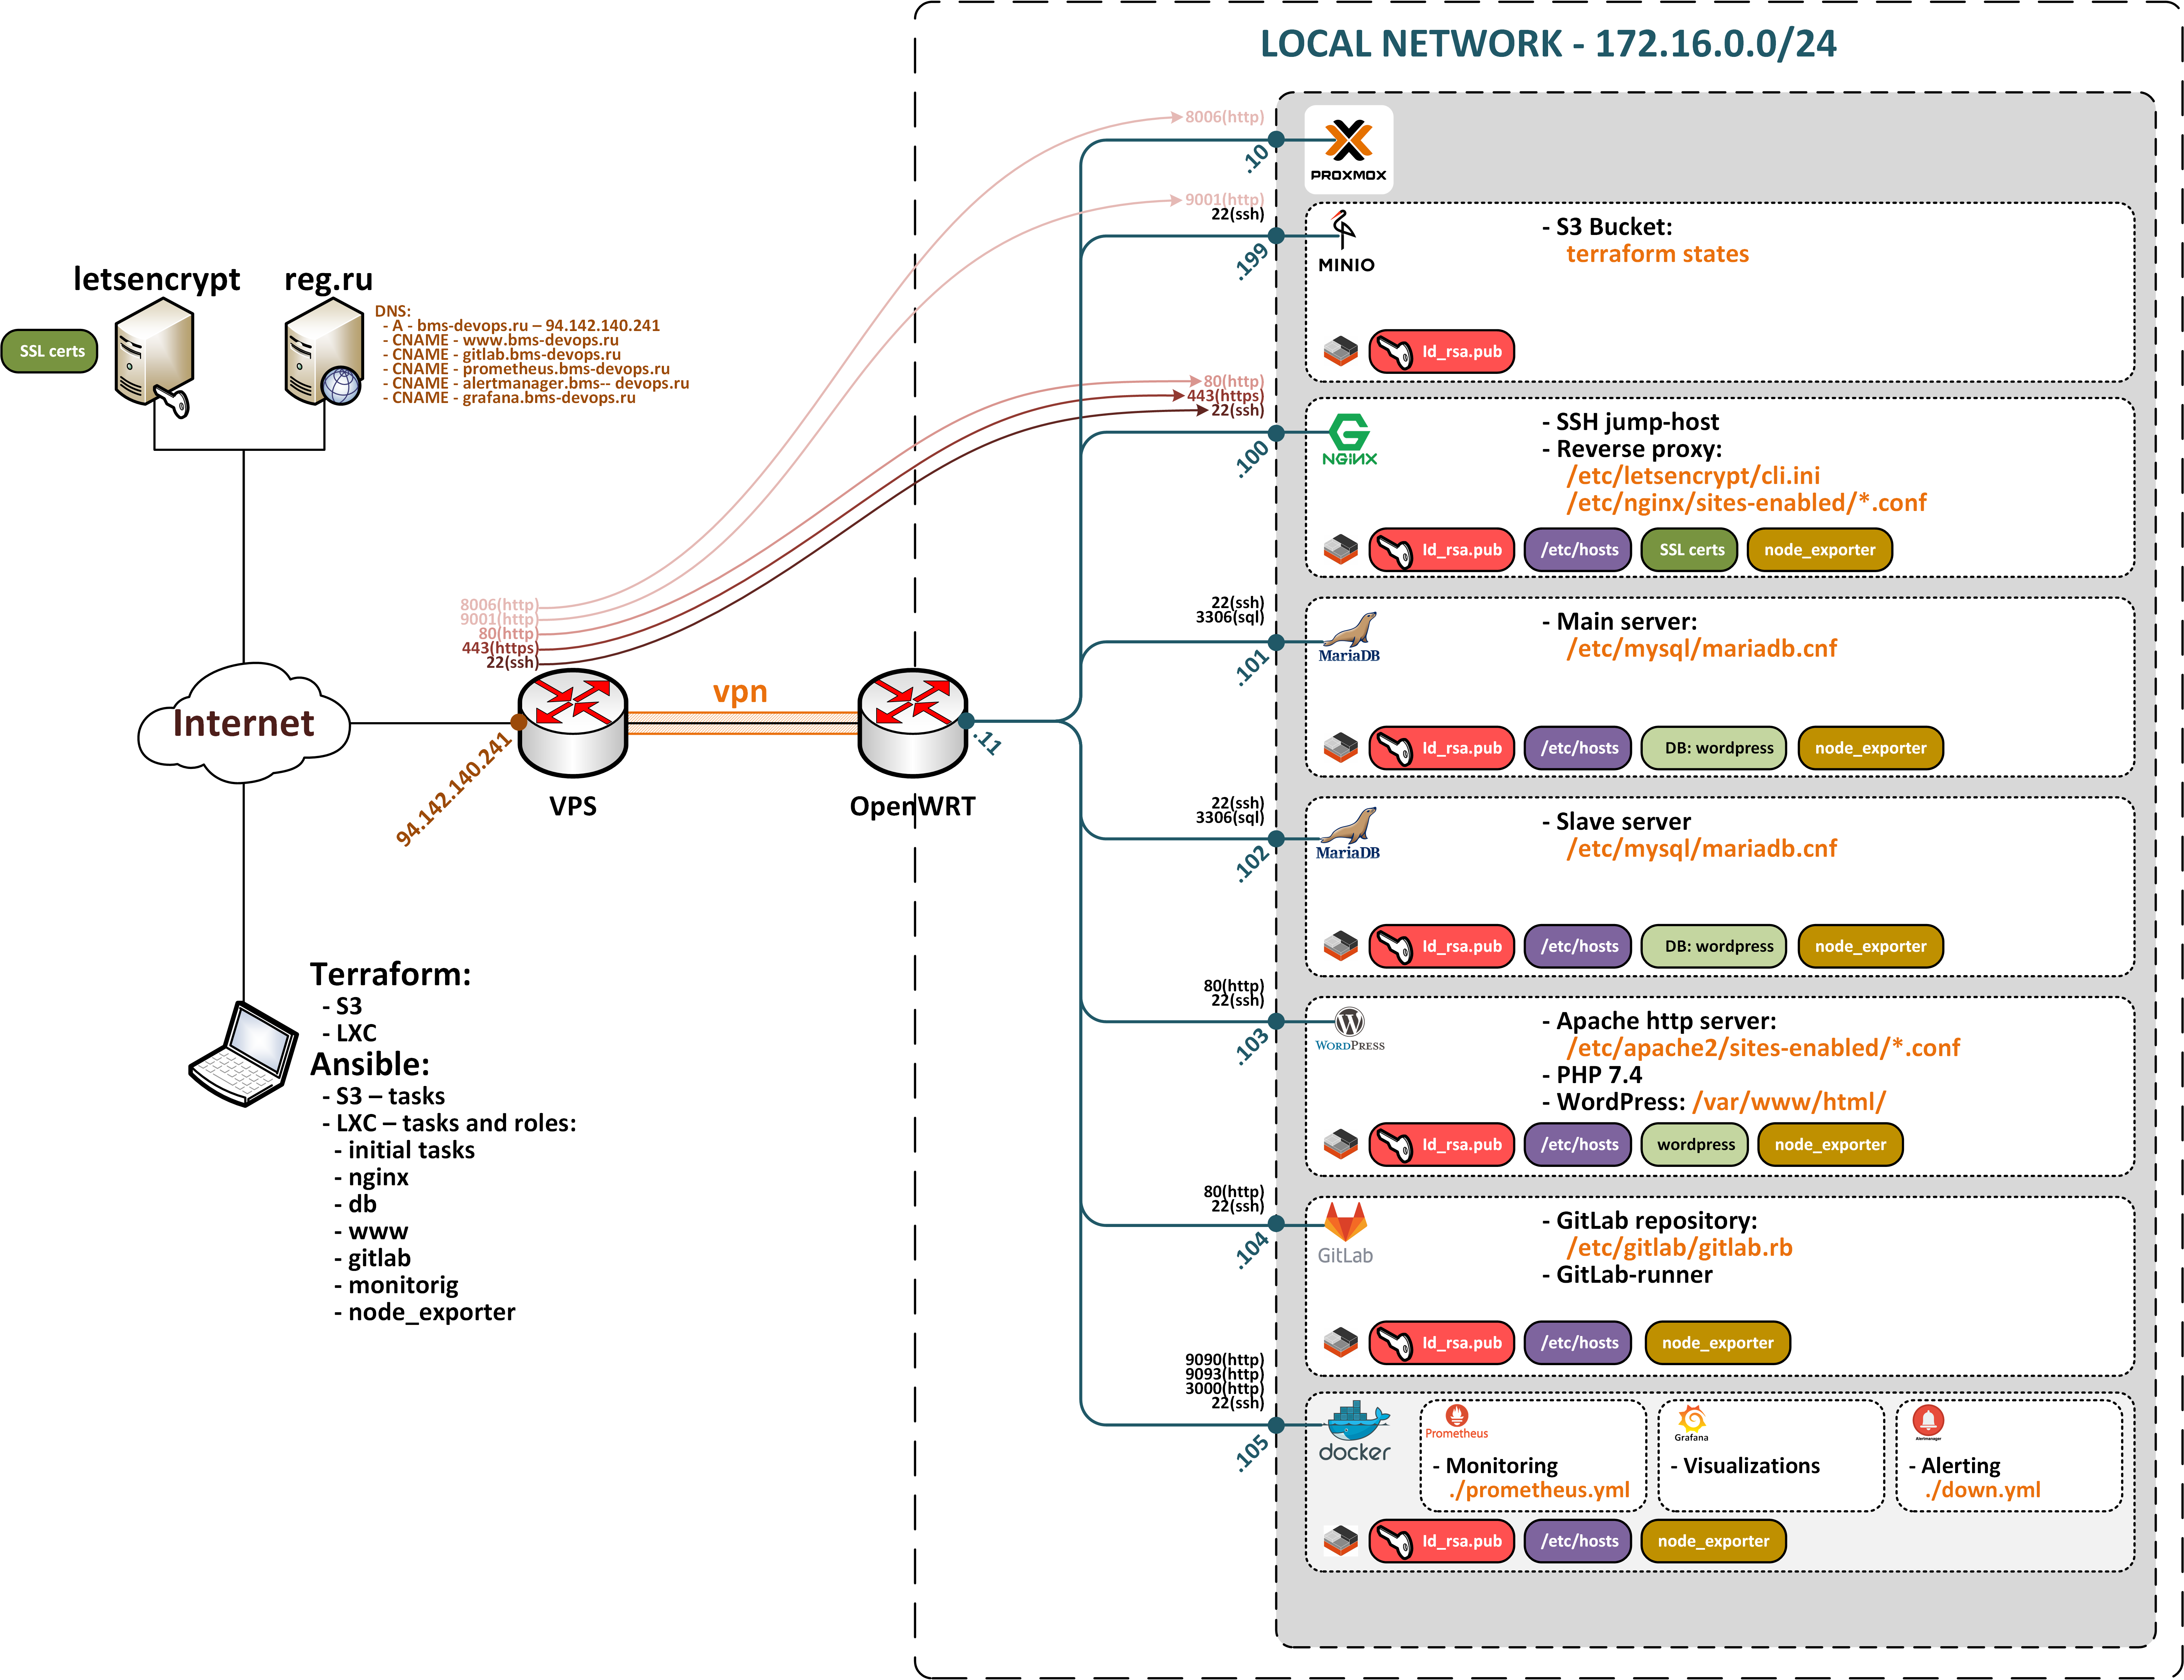 LOCAL NETWORK - 172.16.0.0/24
8006(http)
.10
PROXMOX
9001(http)
22(ssh)
.199
MINIO
- S3 Bucket:
terraform states
Id_rsa.pub
letsencrypt
reg.ru
SSL certs
DNS:
- A - bms-devops.ru – 94.142.140.241
- CNAME - www.bms-devops.ru
- CNAME - gitlab.bms-devops.ru
- CNAME - prometheus.bms-devops.ru
- CNAME - alertmanager.bms-- devops.ru
- CNAME - grafana.bms-devops.ru
80(http)
443(https)
22(ssh)
.100
NGINX
- SSH jump-host
- Reverse proxy:
/etc/letsencrypt/cli.ini
/etc/nginx/sites-enabled/*.conf
Id_rsa.pub
/etc/hosts
SSL certs
node_exporter
8006(http)
9001(http)
80(http)
443(https)
22(ssh)
Internet
94.142.140.241
VPS
vpn
OpenWRT
.11
22(ssh)
3306(sql)
.101
MariaDB
- Main server:
/etc/mysql/mariadb.cnf
Id_rsa.pub
/etc/hosts
DB: wordpress
node_exporter
22(ssh)
3306(sql)
.102
MariaDB
- Slave server
/etc/mysql/mariadb.cnf
Id_rsa.pub
/etc/hosts
DB: wordpress
node_exporter
Terraform:
- S3
- LXC
Ansible:
- S3 – tasks
- LXC – tasks and roles:
- initial tasks
- nginx
- db
- www
- gitlab
- monitorig
- node_exporter
80(http)
22(ssh)
.103
WORDPRESS
- Apache http server:
/etc/apache2/sites-enabled/*.conf
- PHP 7.4
- WordPress: /var/www/html/
Id_rsa.pub
/etc/hosts
wordpress
node_exporter
80(http)
22(ssh)
.104
GitLab
- GitLab repository:
/etc/gitlab/gitlab.rb
- GitLab-runner
Id_rsa.pub
/etc/hosts
node_exporter
9090(http)
9093(http)
3000(http)
22(ssh)
.105
docker
Prometheus
- Monitoring
./prometheus.yml
Grafana
- Visualizations
Alertmanager
- Alerting
./down.yml
Id_rsa.pub
/etc/hosts
node_exporter